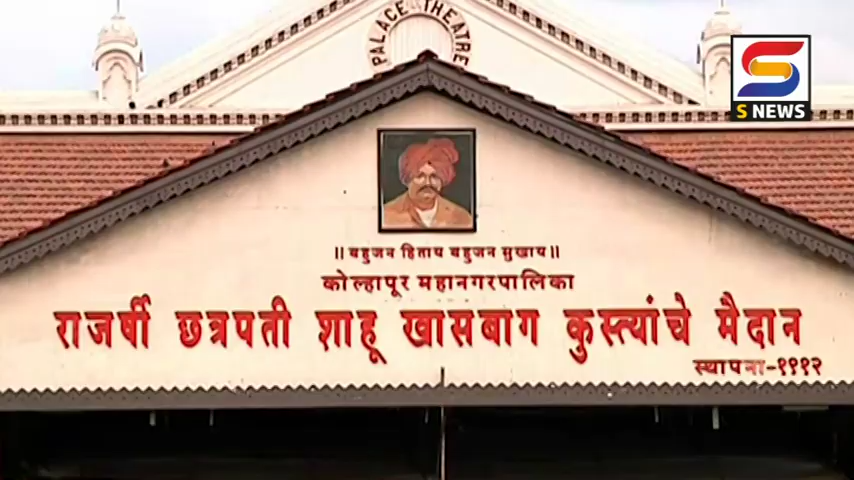 PALACE THEATRE
S NEWS
॥ बहुजन हिताय बहुजन सुखाय॥
कोल्हापूर महानगरपालिका
राजर्षी छत्रपती शाहू खासबाग कुस्त्यांचे मैदान
स्थापना-१९१२